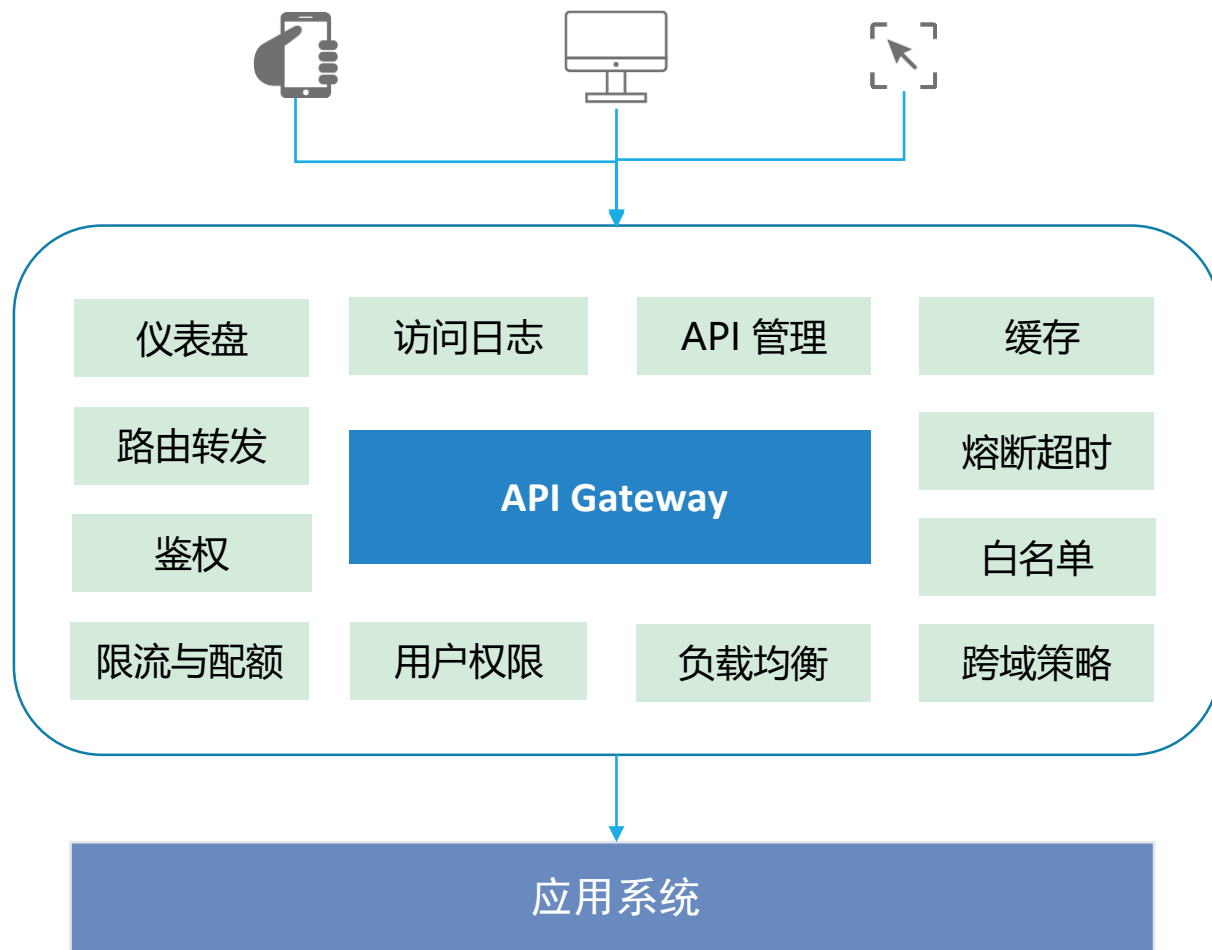 仪表盘
访问日志
API 管理
缓存
路由转发
熔断超时
API Gateway
鉴权
白名单
限流与配额
用户权限
负载均衡
跨域策略
应用系统